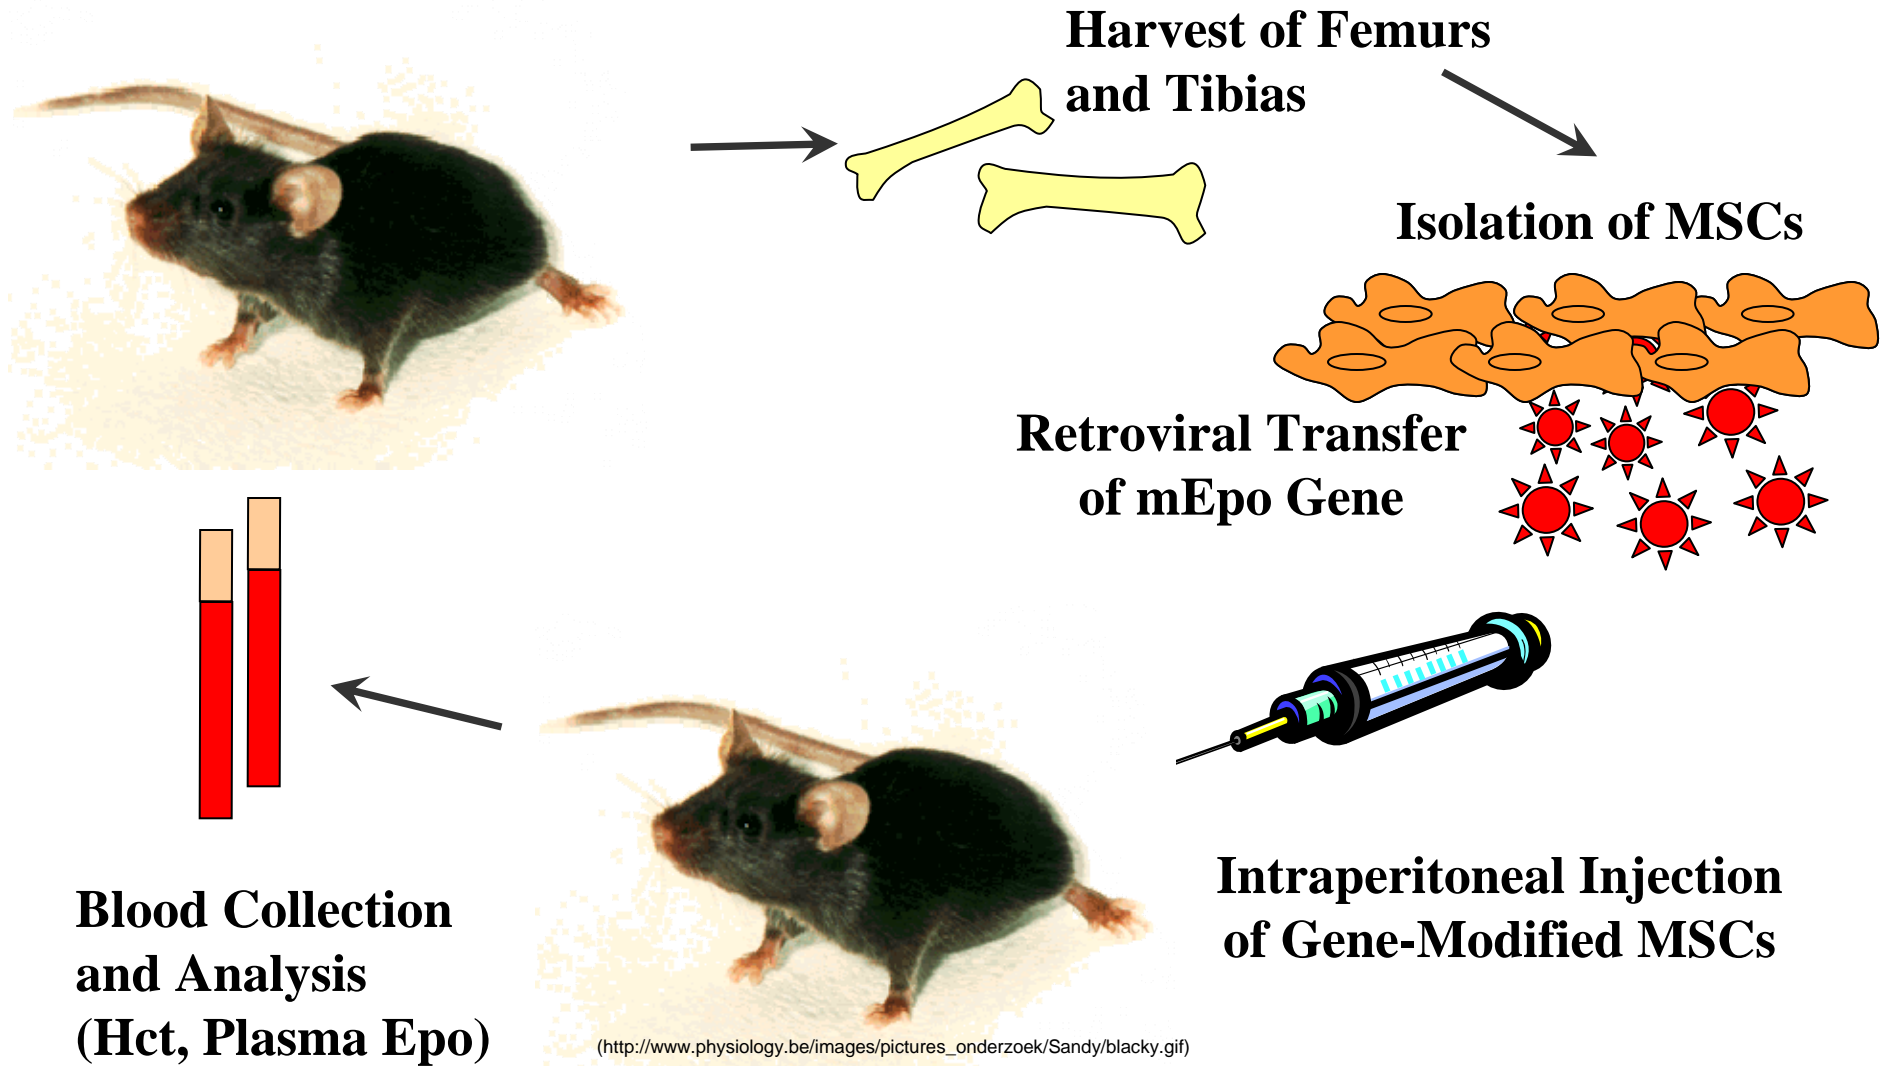 Harvest of Femurs
and Tibias
Isolation of MSCs
Retroviral Transfer
of mEpo Gene
Intraperitoneal Injection
of Gene-Modified MSCs
Blood Collection
and Analysis
(Hct, Plasma Epo)
(http://www.physiology.be/images/pictures_onderzoek/Sandy/blacky.gif)